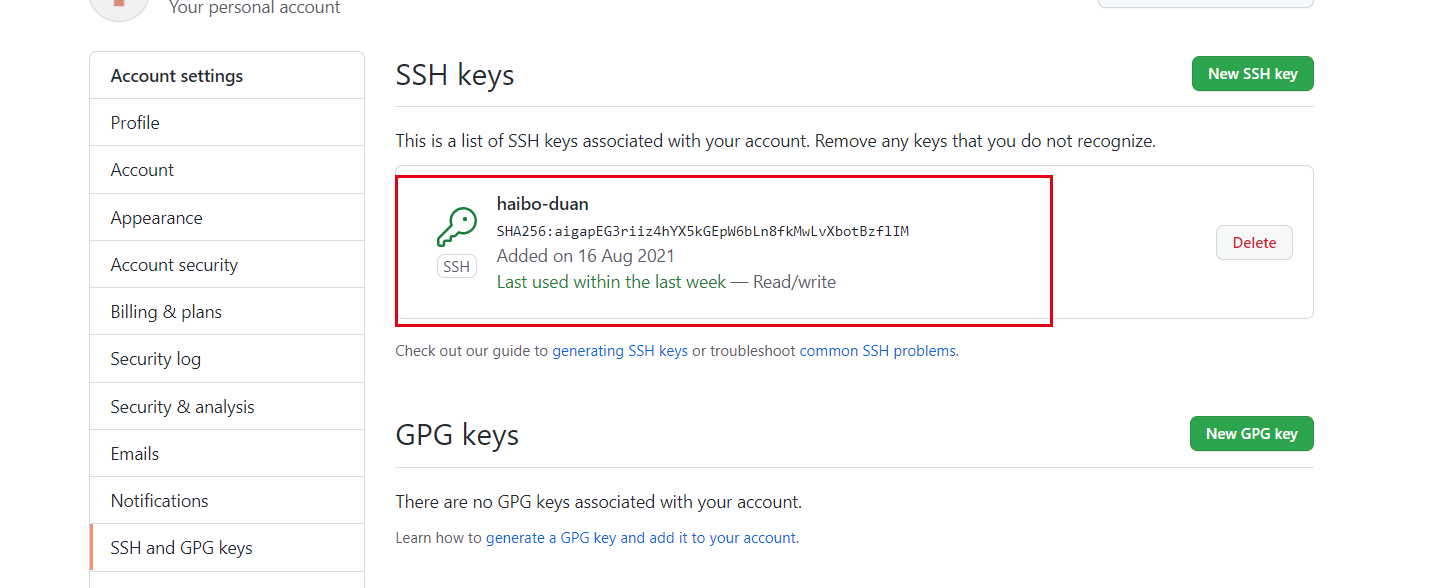 Your personal account
Account settings
Profile
Account
Appearance
Account security
Billing & plans
Security log
Security & analysis
Emails
Notifications
SSH and GPG keys
SSH keys
New SSH key
This is a list of SSH keys associated with your account. Remove any keys that you do not recognize.
haibo-duan
SHA256:aigapEG3riiz4hYX5kGEpW6bLn8fkMwLvXbotBzflIM
Added on 16 Aug 2021
Last used within the last week — Read/write
SSH
Delete
Check out our guide to generating SSH keys or troubleshoot common SSH problems.
GPG keys
New GPG key
There are no GPG keys associated with your account.
Learn how to generate a GPG key and add it to your account.